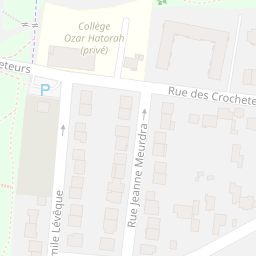 Collège
Ozar Hatorah
(privé)
eteurs
P
Rue des Crochete
Rue Jeanne Meurdra
mile Lévêque